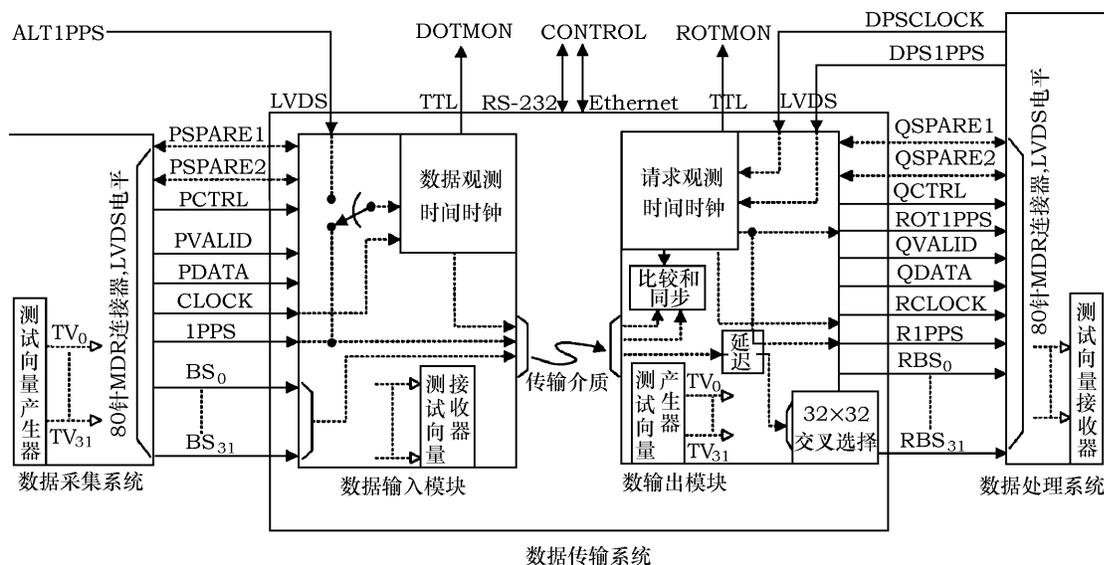 ALT1PPS
DOTMON
CONTROL
ROTMON
DPSCLOCK
DPS1PPS
LVDS
TTL
RS-232
Ethernet
TTL
LVDS
PSPARE1
PSPARE2
PCTRL
PVALID
PDATA
CLOCK
1PPS
BS0
BS31
80针MDR连接器,LVDS电平
测试向量产生器
TV0
TV31
数据采集系统
数据观测
时间时钟
接收器
测试向量
数据输入模块
传输介质
请求观测
时间时钟
比较和
同步
延迟
产生器
测试向量
TV0
TV31
32×32
交叉选择
数输出模块
QSPARE1
QSPARE2
QCTRL
ROT1PPS
QVALID
QDATA
RCLOCK
R1PPS
RBS0
RBS31
80针MDR连接器,LVDS电平
测试向量接收器
数据处理系统
数据传输系统